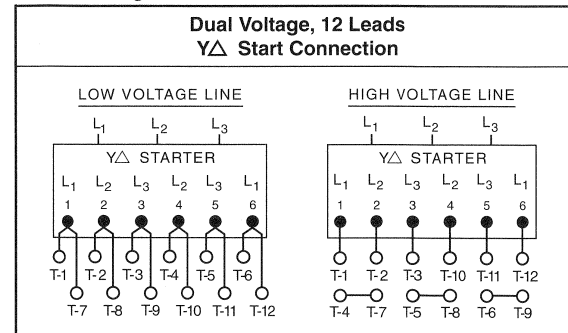 Dual Voltage, 12 Leads
Y△ Start Connection
LOW VOLTAGE LINE
L1 L2 L3
Y△ STARTER
L1 L2 L3 L2 L3 L1
1 2 3 4 5 6
T-1 T-2 T-3 T-4 T-5 T-6
T-7 T-8 T-9 T-10 T-11 T-12
HIGH VOLTAGE LINE
L1 L2 L3
Y△ STARTER
L1 L2 L3 L2 L3 L1
1 2 3 4 5 6
T-1 T-2 T-3 T-10 T-11 T-12
T-4 T-7 T-5 T-8 T-6 T-9